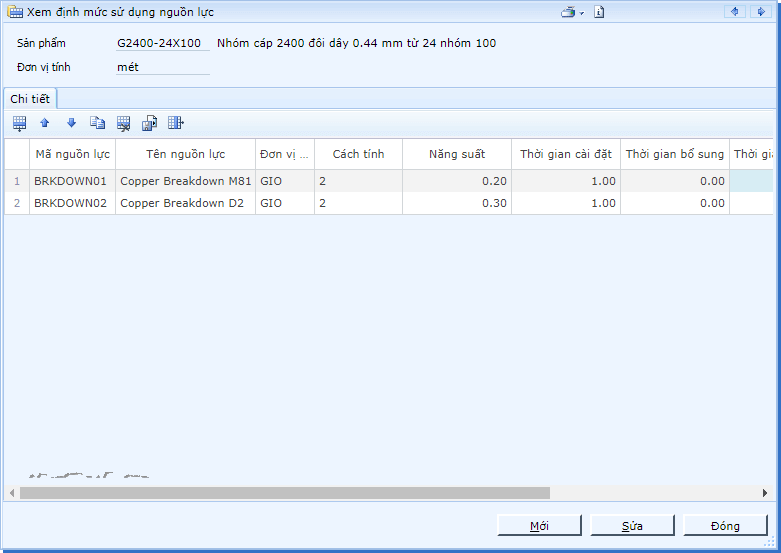 Xem định mức sử dụng nguồn lực
Sản phẩm G2400-24X100 Nhóm cáp 2400 đôi dây 0.44 mm từ 24 nhóm 100
Đơn vị tính mét
Chi tiết
Mã nguồn lực Tên nguồn lực Đơn vị ... Cách tính Năng suất Thời gian cài đặt Thời gian bổ sung Thời
1 BRKDOWN01 Copper Breakdown M81 GIO 2 0.20 1.00 0.00
2 BRKDOWN02 Copper Breakdown D2 GIO 2 0.30 1.00 0.00
Mới Sửa Đóng